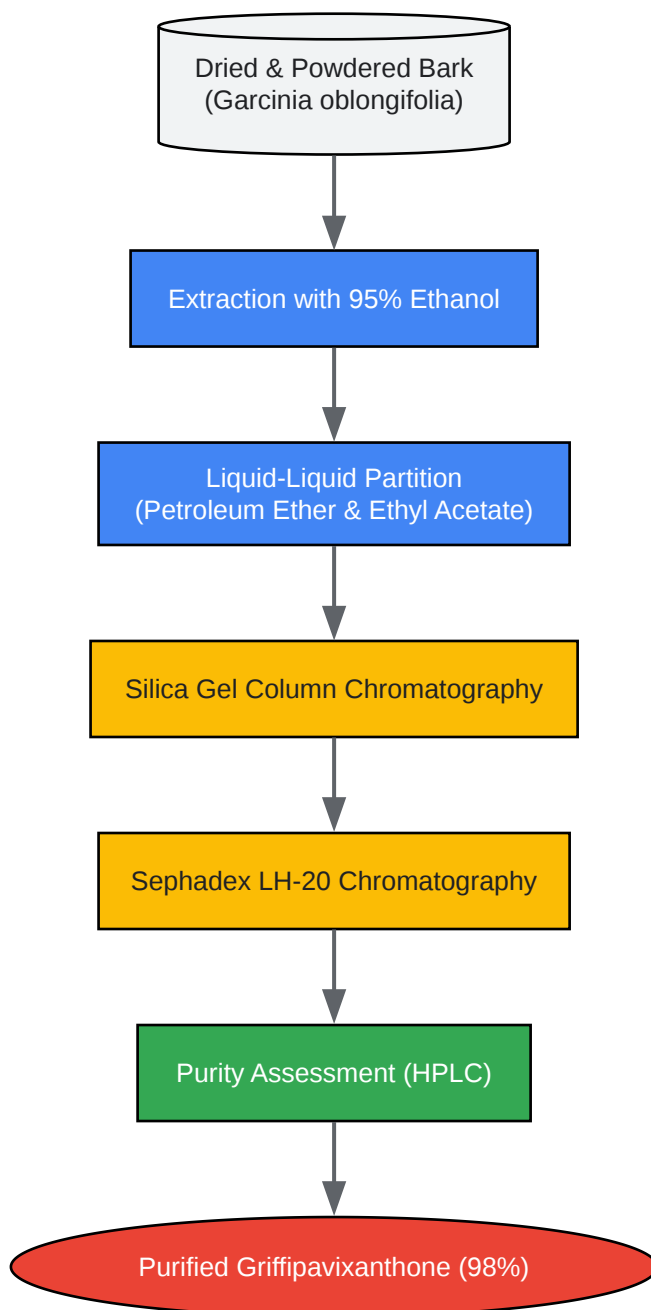 Dried & Powdered Bark
(Garcinia oblongifolia)
Extraction with 95% Ethanol
Liquid-Liquid Partition
(Petroleum Ether & Ethyl Acetate)
Silica Gel Column Chromatography
Sephadex LH-20 Chromatography
Purity Assessment (HPLC)
Purified Griffipavixanthone (98%)